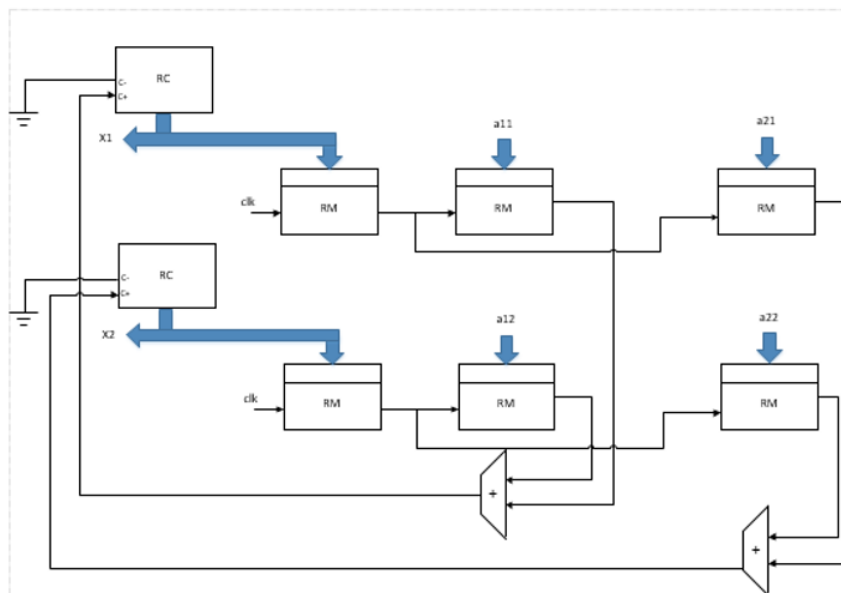 RC
C-
C+
X1
a11
a21
clk
RM
RM
RM
RC
C-
C+
X2
a12
a22
clk
RM
RM
RM
+
+